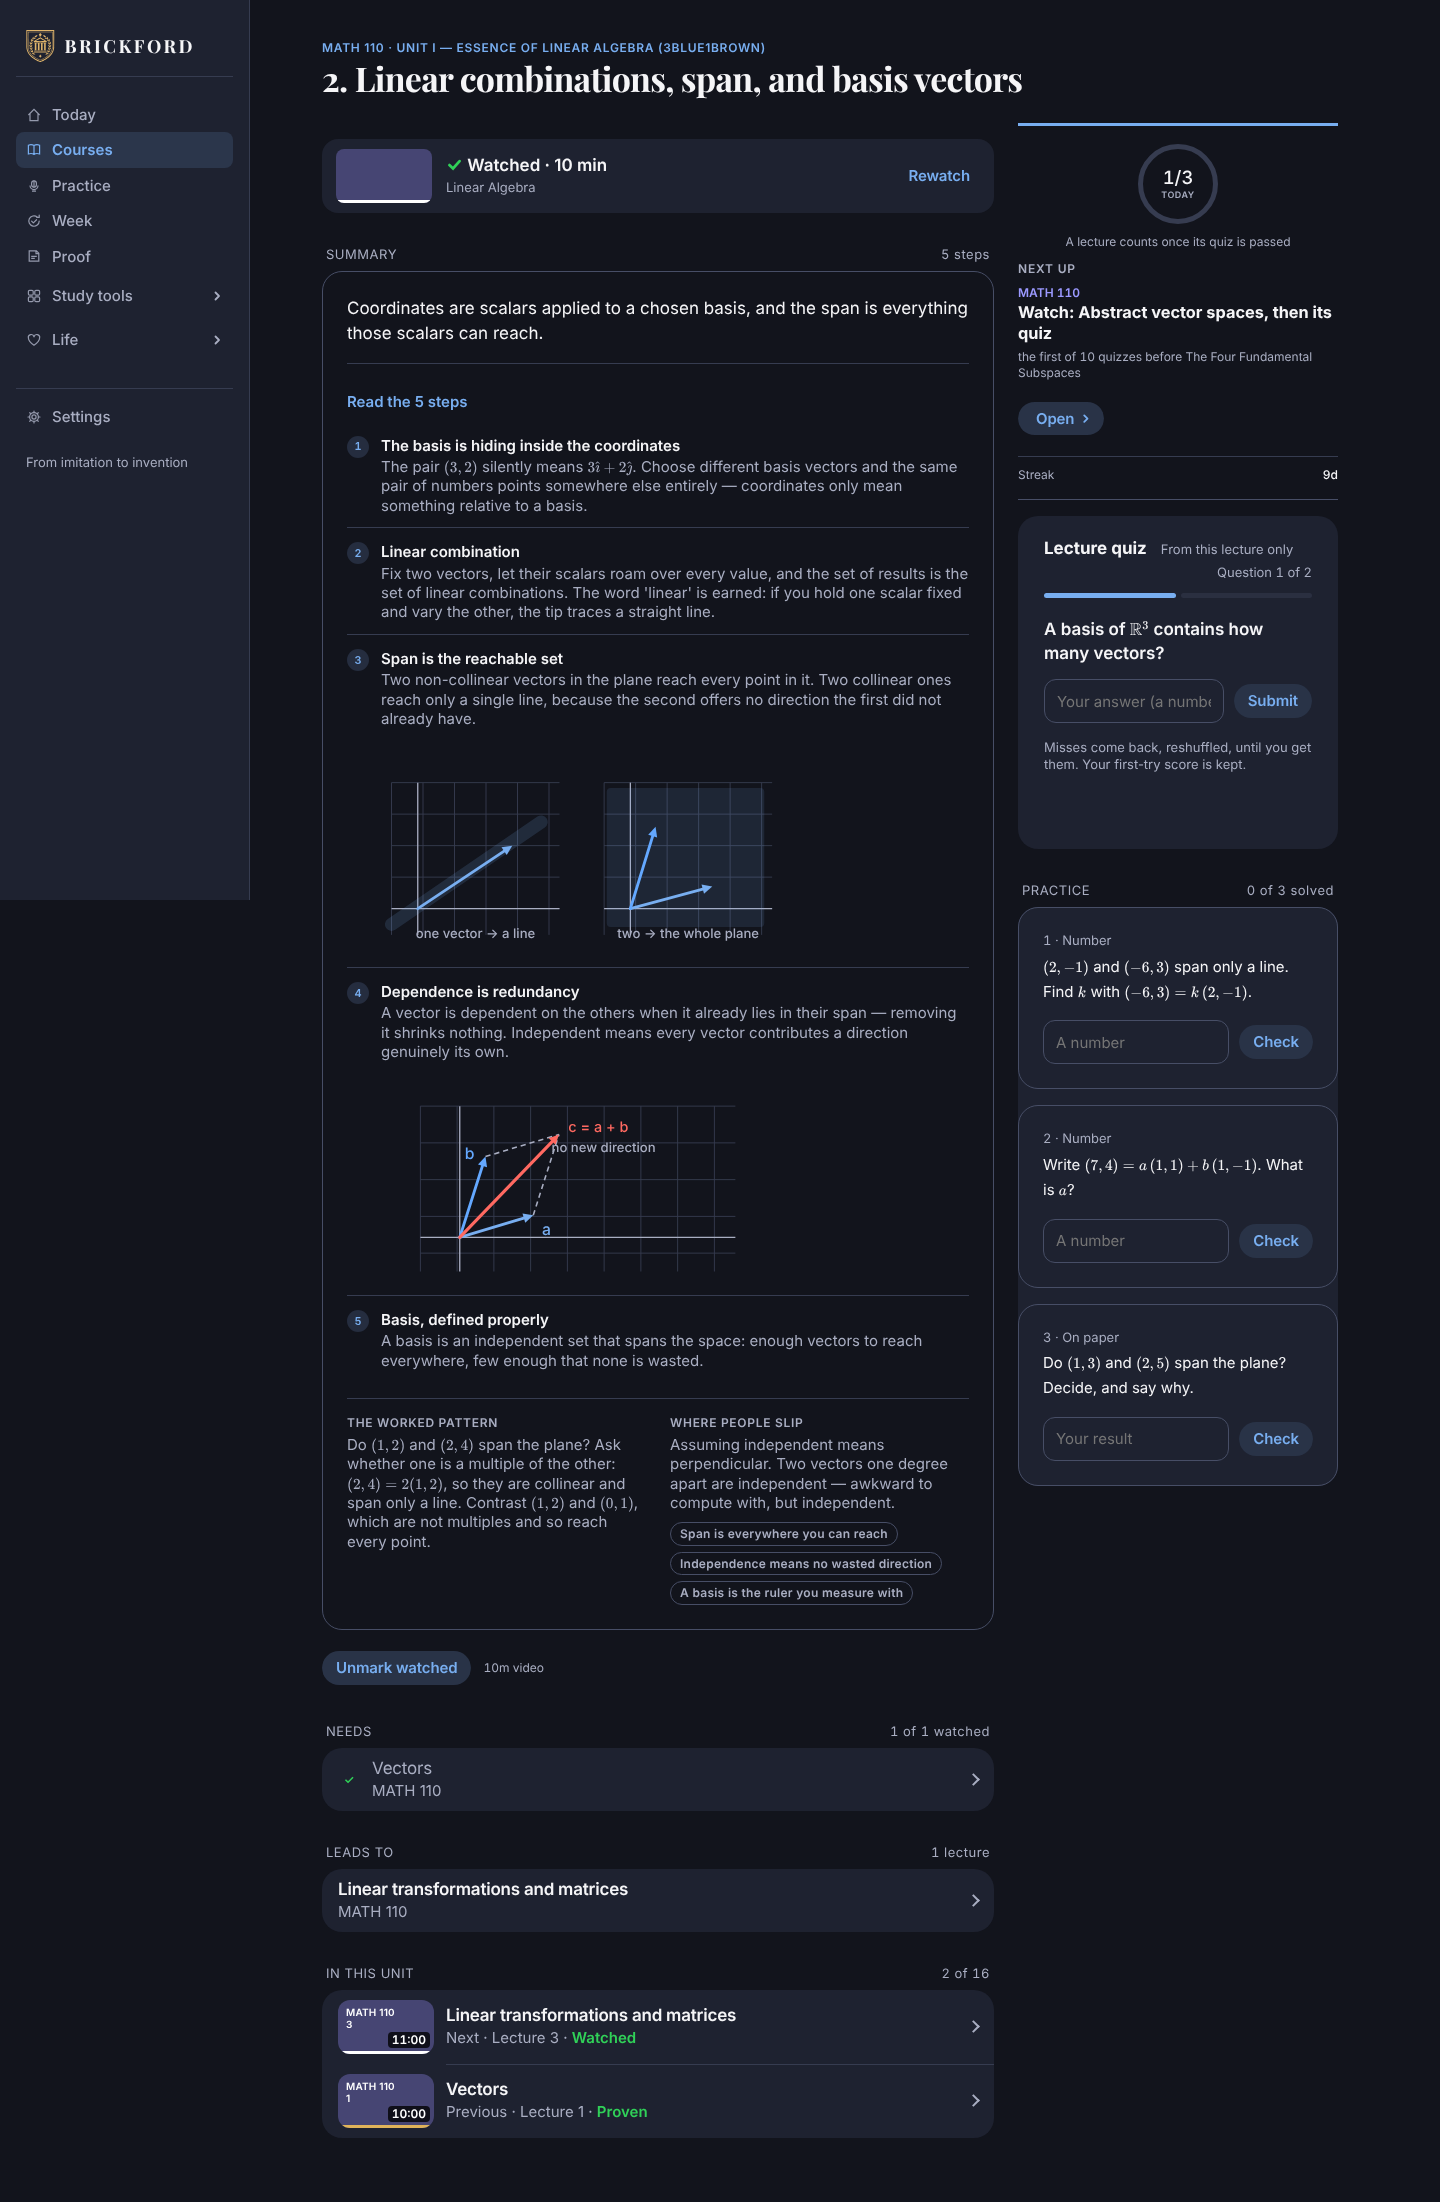 BRICKFORD
Today
Courses
Practice
Week
Proof
Study tools
Life
Settings
From imitation to invention
MATH 110 · UNIT I — ESSENCE OF LINEAR ALGEBRA (3BLUE1BROWN)
2. Linear combinations, span, and basis vectors
Watched · 10 min
Linear Algebra
Rewatch
SUMMARY
5 steps
Coordinates are scalars applied to a chosen basis, and the span is everything
those scalars can reach.
Read the 5 steps
1
The basis is hiding inside the coordinates
The pair (3, 2) silently means 3î + 2ĵ. Choose different basis vectors and the same
pair of numbers points somewhere else entirely — coordinates only mean
something relative to a basis.
2
Linear combination
Fix two vectors, let their scalars roam over every value, and the set of results is the
set of linear combinations. The word 'linear' is earned: if you hold one scalar fixed
and vary the other, the tip traces a straight line.
3
Span is the reachable set
Two non-collinear vectors in the plane reach every point in it. Two collinear ones
reach only a single line, because the second offers no direction the first did not
already have.
one vector → a line
two → the whole plane
4
Dependence is redundancy
A vector is dependent on the others when it already lies in their span — removing
it shrinks nothing. Independent means every vector contributes a direction
genuinely its own.
c = a + b
no new direction
b
a
5
Basis, defined properly
A basis is an independent set that spans the space: enough vectors to reach
everywhere, few enough that none is wasted.
THE WORKED PATTERN
Do (1, 2) and (2, 4) span the plane? Ask
whether one is a multiple of the other:
(2, 4) = 2(1, 2), so they are collinear and
span only a line. Contrast (1, 2) and (0, 1),
which are not multiples and so reach
every point.
WHERE PEOPLE SLIP
Assuming independent means
perpendicular. Two vectors one degree
apart are independent — awkward to
compute with, but independent.
Span is everywhere you can reach
Independence means no wasted direction
A basis is the ruler you measure with
Unmark watched
10m video
NEEDS
1 of 1 watched
Vectors
MATH 110
LEADS TO
1 lecture
Linear transformations and matrices
MATH 110
IN THIS UNIT
2 of 16
MATH 110
3
11:00
Linear transformations and matrices
Next · Lecture 3 · Watched
MATH 110
1
10:00
Vectors
Previous · Lecture 1 · Proven
1/3
TODAY
A lecture counts once its quiz is passed
NEXT UP
MATH 110
Watch: Abstract vector spaces, then its
quiz
the first of 10 quizzes before The Four Fundamental
Subspaces
Open
Streak
9d
Lecture quiz
From this lecture only
Question 1 of 2
A basis of ℝ³ contains how
many vectors?
Your answer (a numbe
Submit
Misses come back, reshuffled, until you get
them. Your first-try score is kept.
PRACTICE
0 of 3 solved
1 · Number
(2, −1) and (−6, 3) span only a line.
Find k with (−6, 3) = k (2, −1).
A number
Check
2 · Number
Write (7, 4) = a (1, 1) + b (1, −1). What
is a?
A number
Check
3 · On paper
Do (1, 3) and (2, 5) span the plane?
Decide, and say why.
Your result
Check